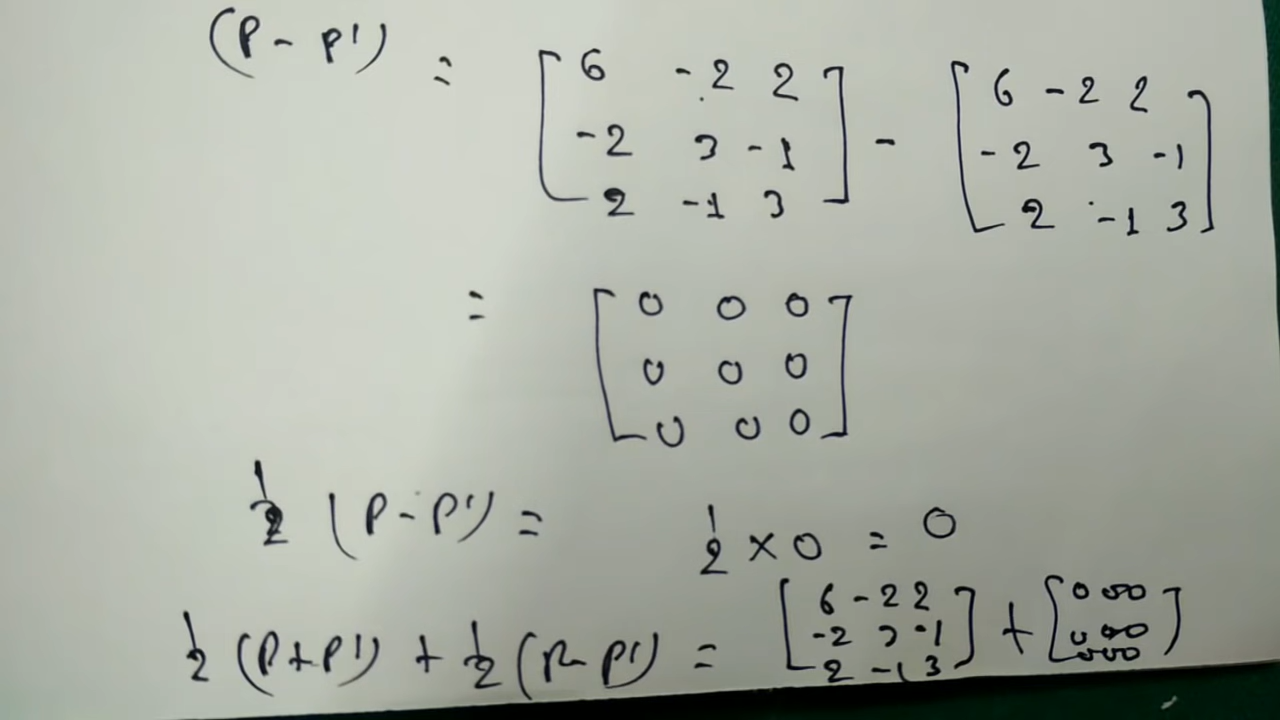 (P - P') = [ 6 -2 2 ] - [ 6 -2 2 ]
[ -2 3 -1 ] [ -2 3 -1 ]
[ 2 -1 3 ] [ 2 -1 3 ]
= [ 0 0 0 ]
[ 0 0 0 ]
[ 0 0 0 ]
1/2 (P - P') = 1/2 × 0 = 0
1/2 (P + P') + 1/2 (P - P') = [ 6 -2 2 ] + [ 0 0 0 ]
[ -2 3 -1 ] [ 0 0 0 ]
[ 2 -1 3 ] [ 0 0 0 ]